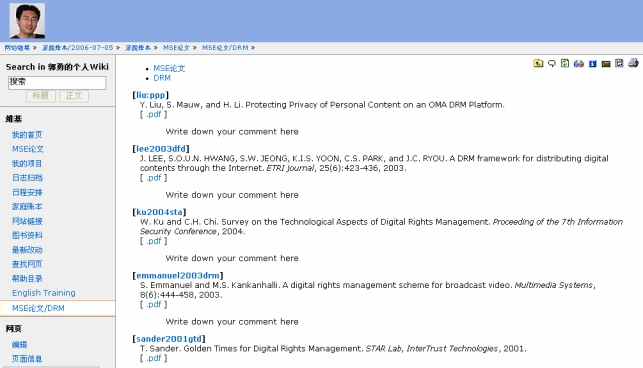 网站链接 » 家庭账本/2006-07-05 » 家庭账本 » MSE论文 » MSE论文/DRM »
Search in 郭勇的个人Wiki
搜索
标题 正文
维基
我的首页
MSE论文
我的项目
日志归档
日程安排
家庭账本
网站链接
图书资料
最新改动
查找网页
帮助目录
English Training
MSE论文/DRM
网页
编辑
页面信息
• MSE论文
• DRM
[liu:ppp]
Y. Liu, S. Mauw, and H. Li. Protecting Privacy of Personal Content on an OMA DRM Platform.
[ .pdf ]
Write down your comment here
[lee2003dfd]
J. LEE, S.O.U.N. HWANG, S.W. JEONG, K.I.S. YOON, C.S. PARK, and J.C. RYOU. A DRM framework for distributing digital
contents through the Internet. ETRI journal, 25(6):423-436, 2003.
[ .pdf ]
Write down your comment here
[ku2004sta]
W. Ku and C.H. Chi. Survey on the Technological Aspects of Digital Rights Management. Proceeding of the 7th Information
Security Conference, 2004.
[ .pdf ]
Write down your comment here
[emmanuel2003drm]
S. Emmanuel and M.S. Kankanhalli. A digital rights management scheme for broadcast video. Multimedia Systems,
8(6):444-458, 2003.
[ .pdf ]
Write down your comment here
[sander2001gtd]
T. Sander. Golden Times for Digital Rights Management. STAR Lab, InterTrust Technologies, 2001.
[ .pdf ]